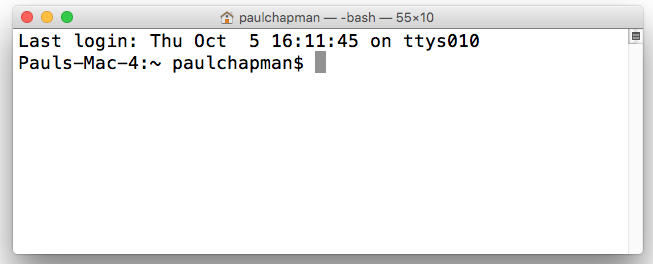 paulchapman — -bash — 55×10
Last login: Thu Oct  5 16:11:45 on ttys010
Pauls-Mac-4:~ paulchapman$